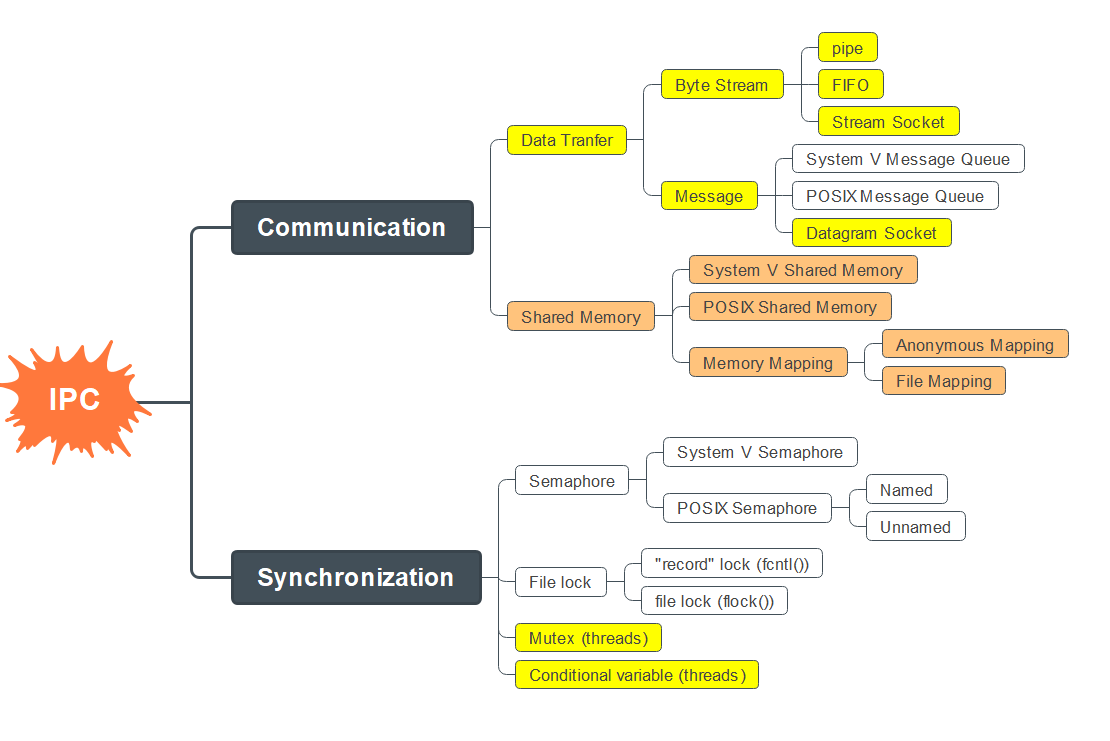 pipe
Byte Stream
FIFO
Stream Socket
Data Tranfer
System V Message Queue
Message
POSIX Message Queue
Communication
Datagram Socket
System V Shared Memory
Shared Memory
POSIX Shared Memory
Anonymous Mapping
Memory Mapping
File Mapping
IPC
System V Semaphore
Semaphore
Named
POSIX Semaphore
Unnamed
Synchronization
"record" lock (fcntl())
File lock
file lock (flock())
Mutex (threads)
Conditional variable (threads)